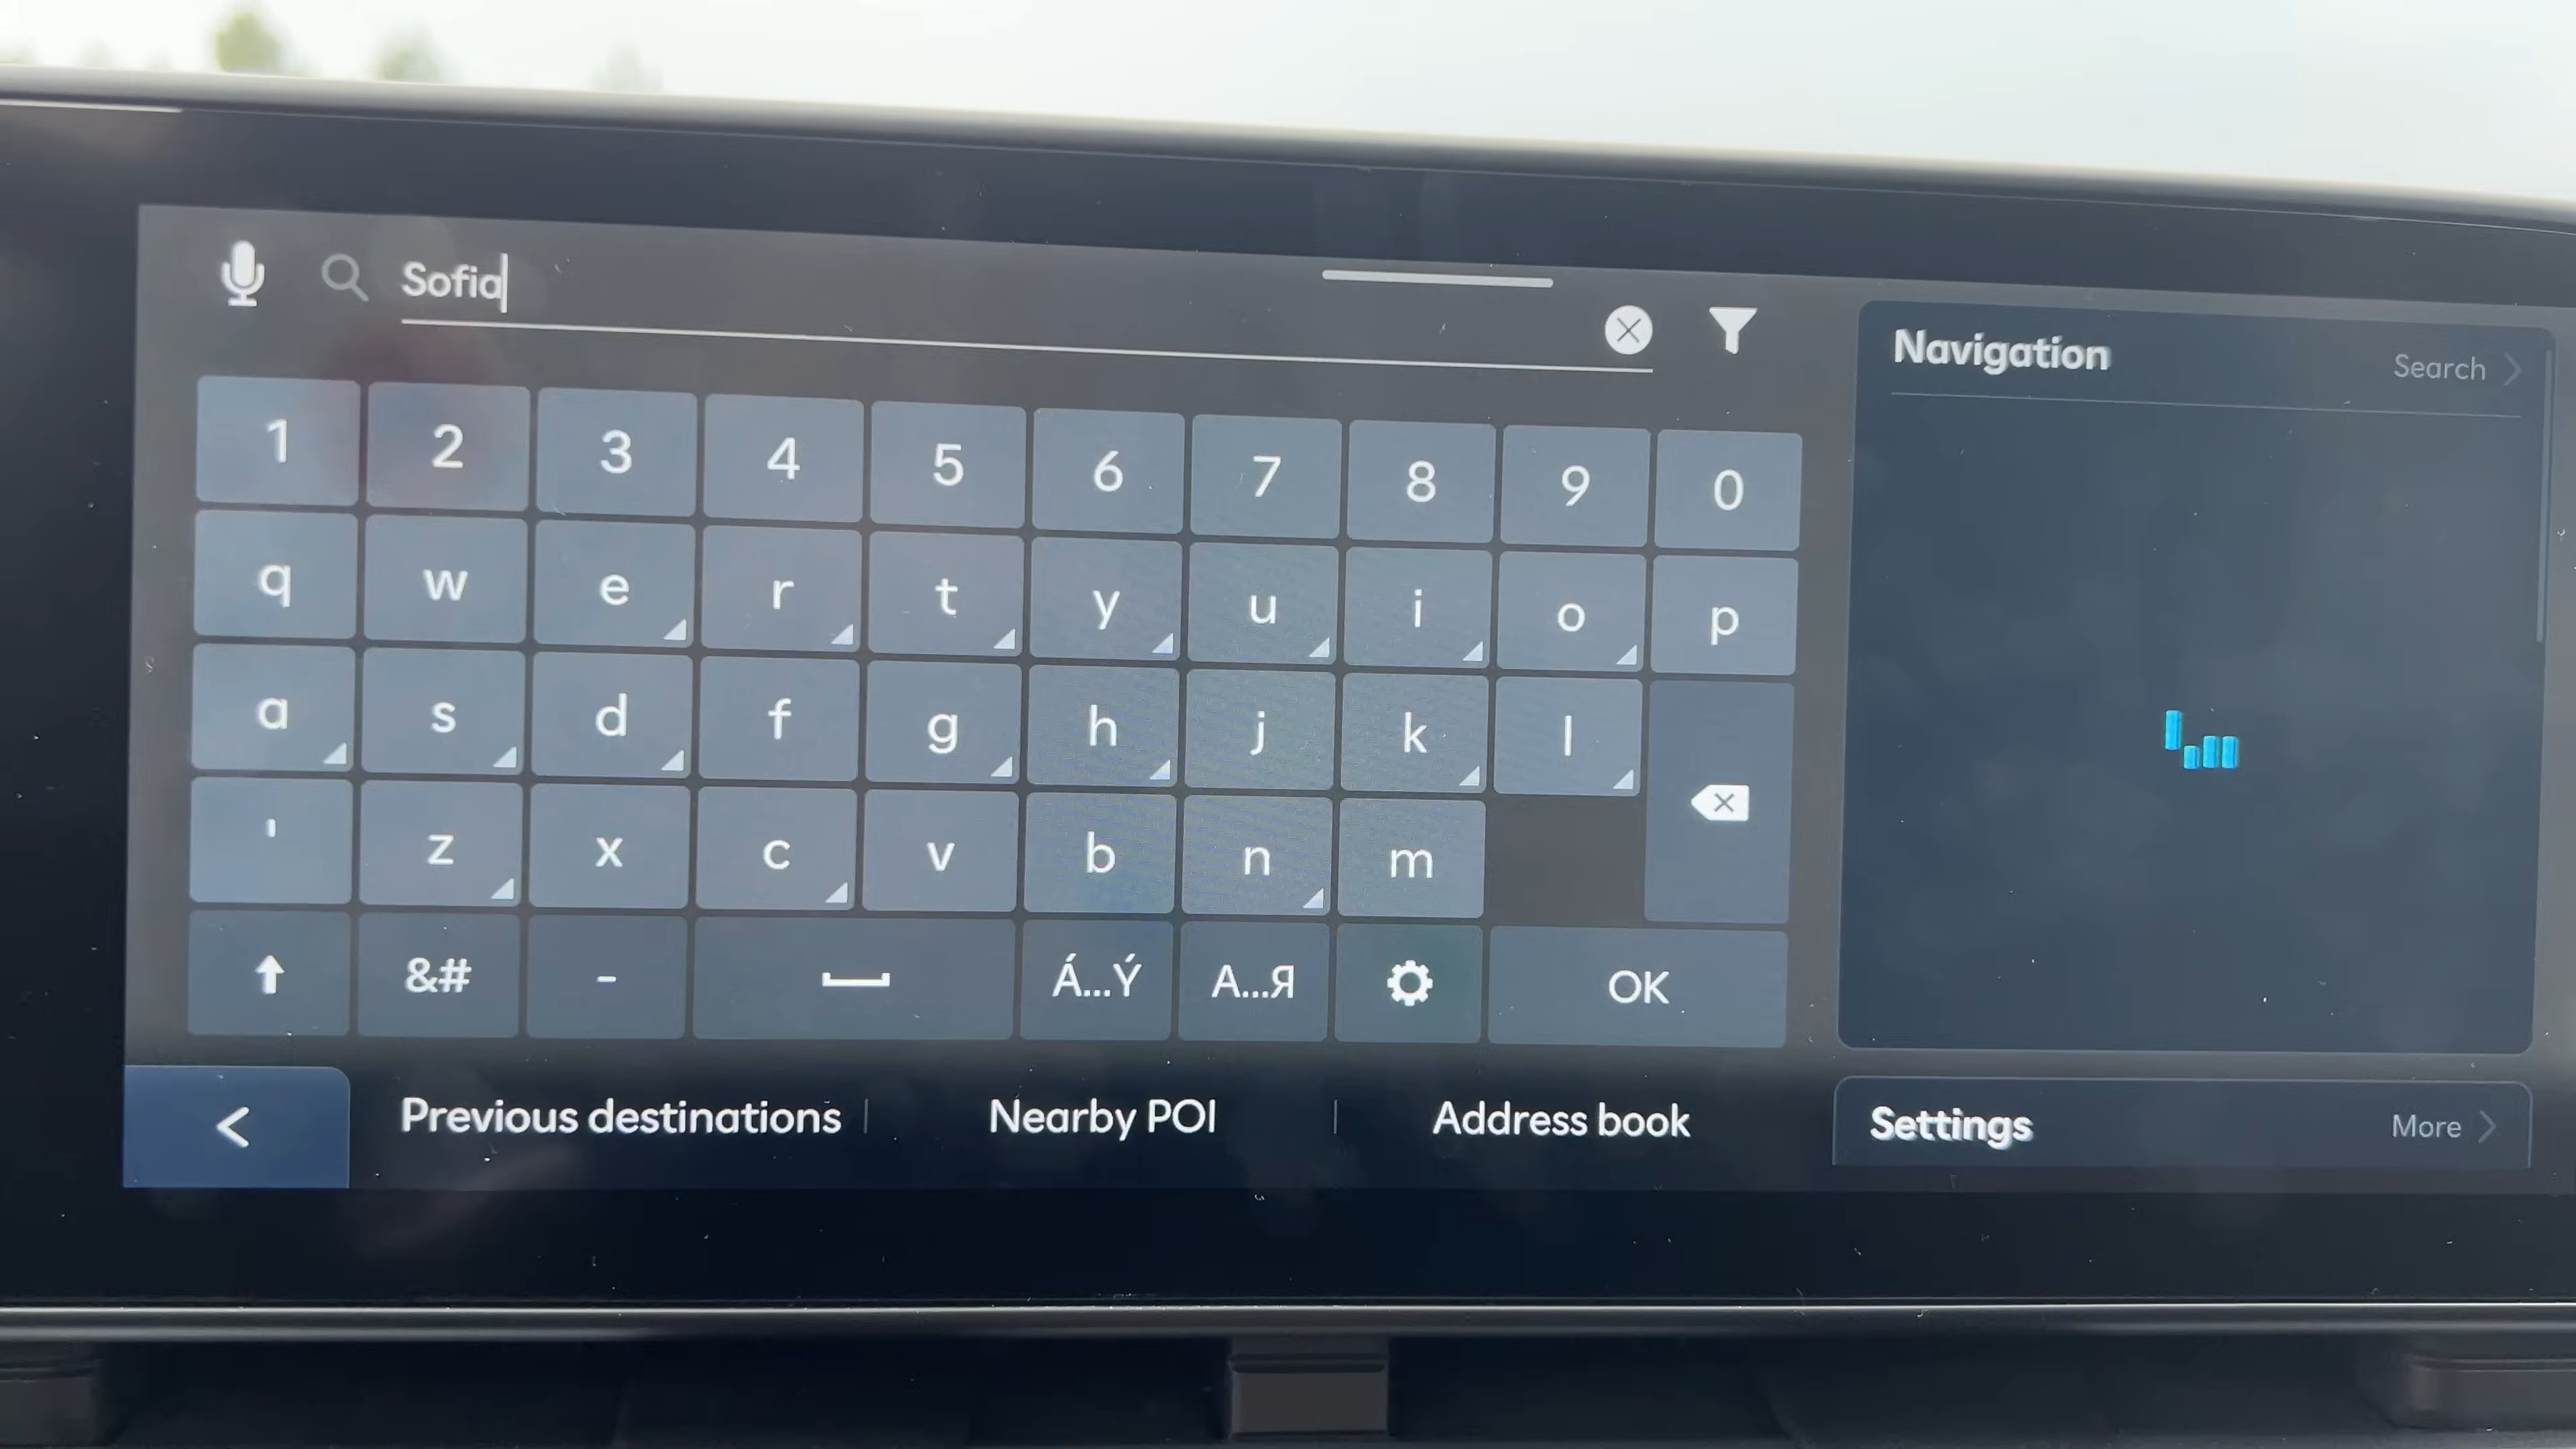 Sofia
Navigation
Search
1 2 3 4 5 6 7 8 9 0
q w e r t y u i o p
a s d f g h j k l
' z x c v b n m
&# - Á...Ý А...Я OK
Previous destinations
Nearby POI
Address book
Settings
More